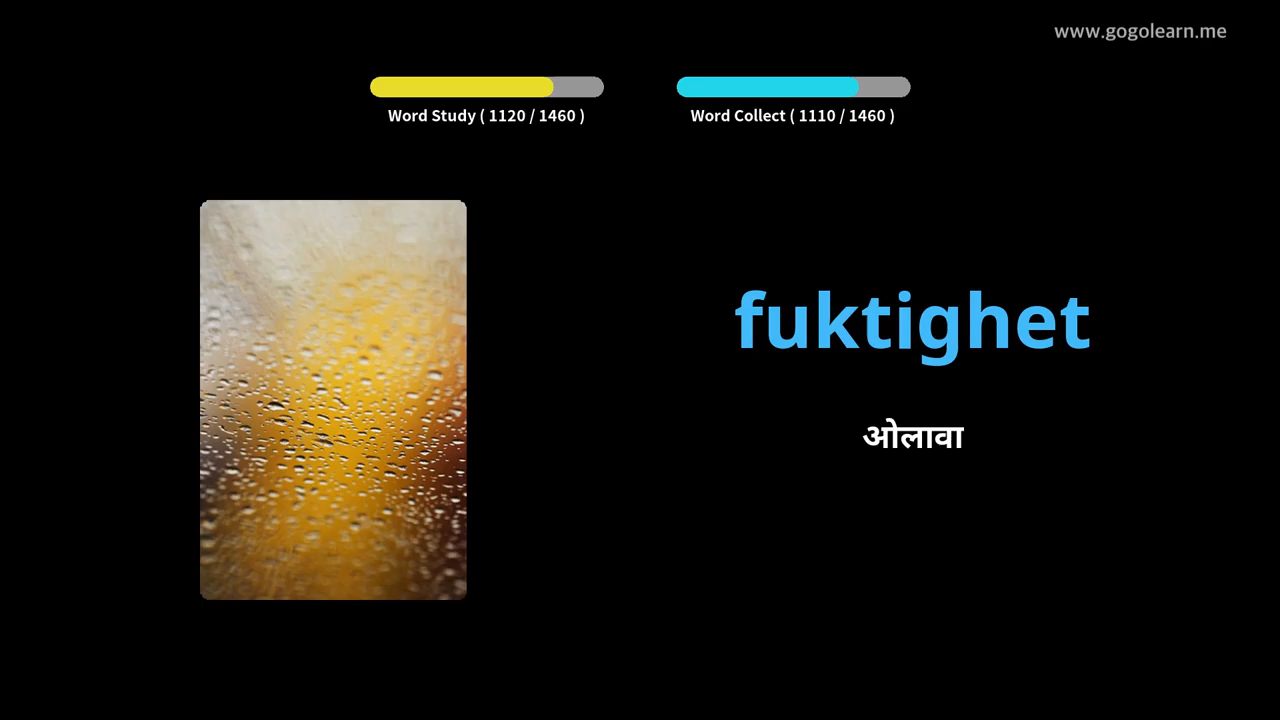 www.gogolearn.me
Word Study ( 1120 / 1460 )
Word Collect ( 1110 / 1460 )
fuktighet
ओलावा